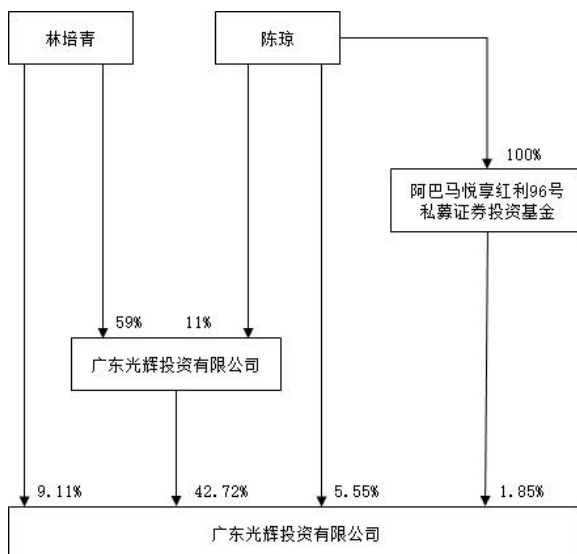 林培青
陈琼
100%
阿巴马悦享红利96号
私募证券投资基金
59%
11%
广东光辉投资有限公司
9.11%
42.72%
5.55%
1.85%
广东光辉投资有限公司